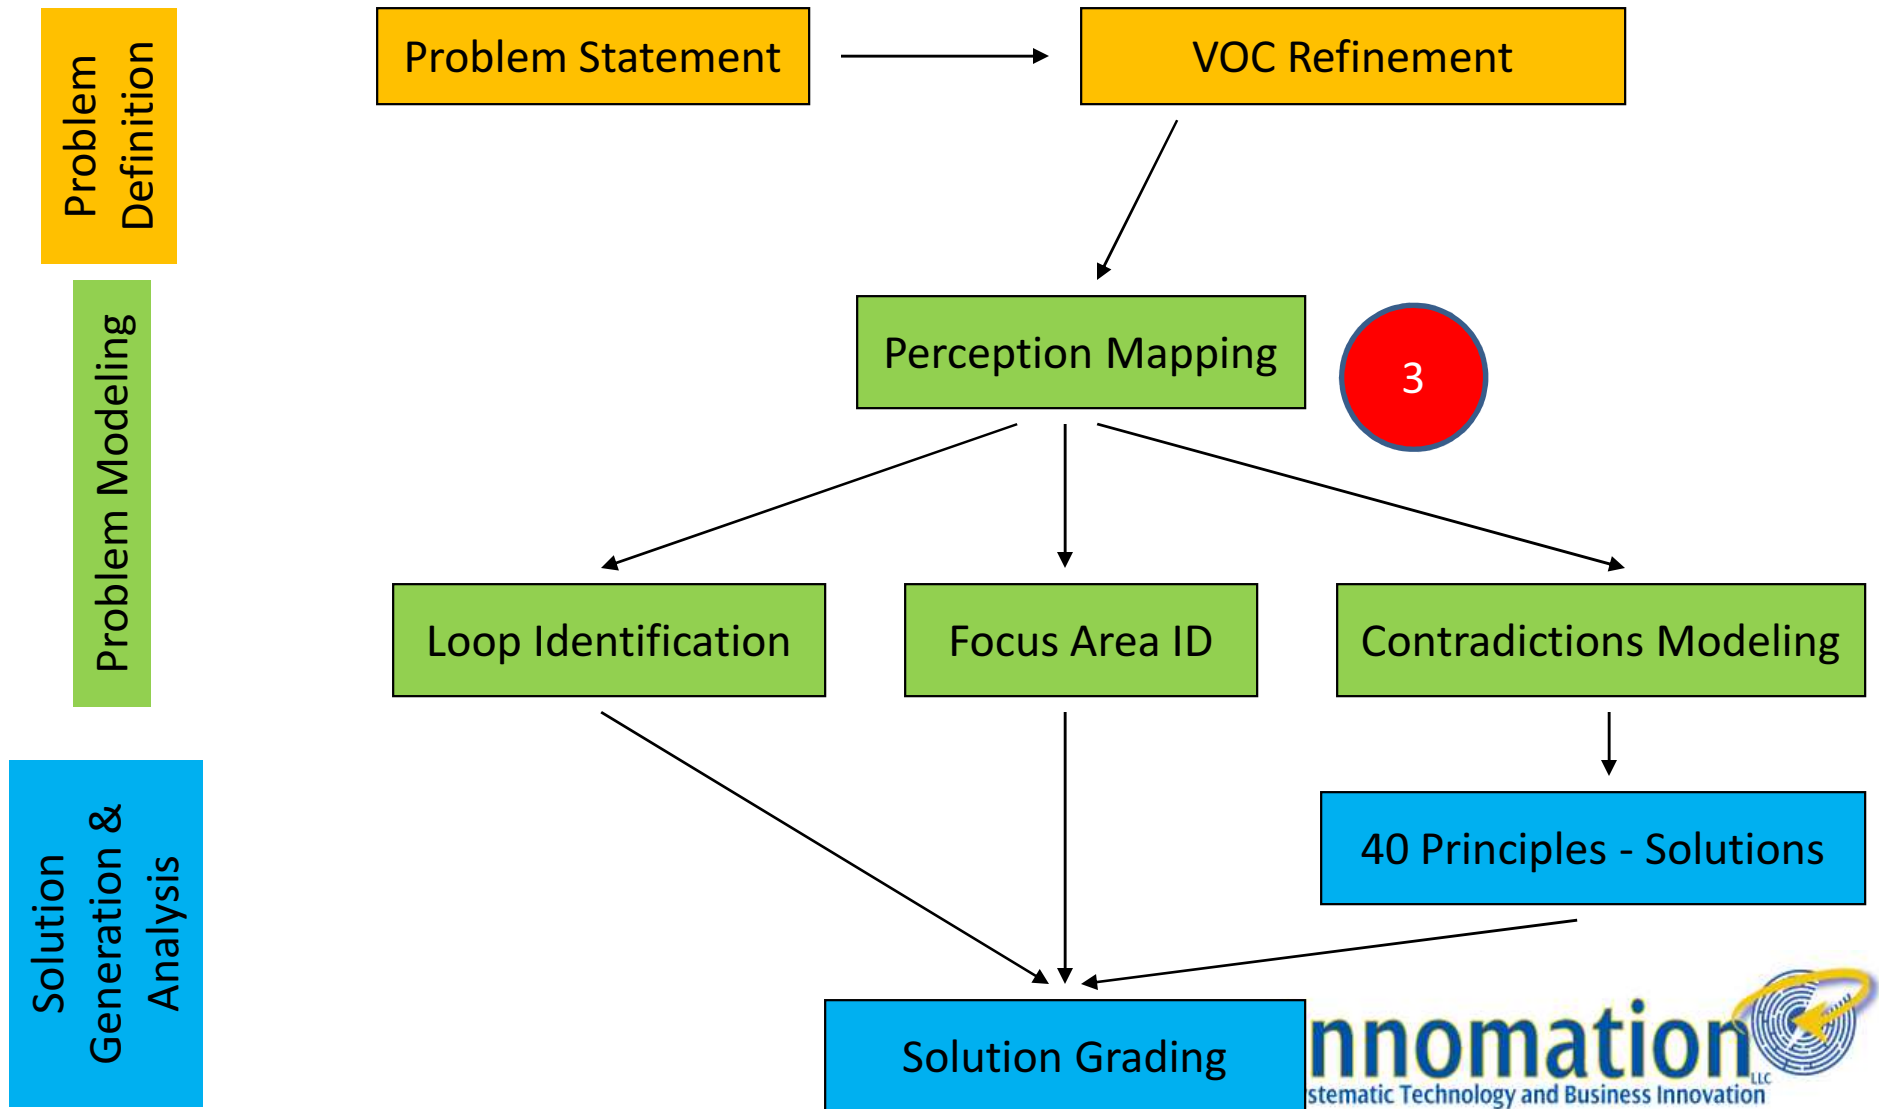 Problem
Definition
Problem Statement
VOC Refinement
Problem Modeling
Perception Mapping
3
Loop Identification
Focus Area ID
Contradictions Modeling
Solution
Generation &
Analysis
40 Principles - Solutions
Solution Grading
nnomation
LLC
stematic Technology and Business Innovation